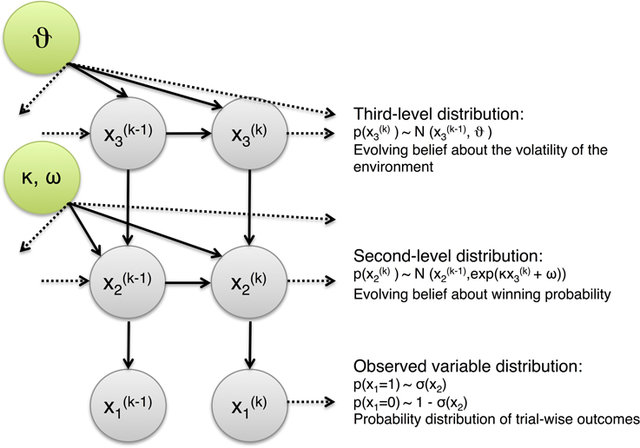 ϑ
x₃⁽ᵏ⁻¹⁾ x₃⁽ᵏ⁾
Third-level distribution:
p(x₃⁽ᵏ⁾) ~ N (x₃⁽ᵏ⁻¹⁾, ϑ )
Evolving belief about the volatility of the
environment
κ, ω
x₂⁽ᵏ⁻¹⁾ x₂⁽ᵏ⁾
Second-level distribution:
p(x₂⁽ᵏ⁾) ~ N (x₂⁽ᵏ⁻¹⁾,exp(κx₃⁽ᵏ⁾ + ω))
Evolving belief about winning probability
x₁⁽ᵏ⁻¹⁾ x₁⁽ᵏ⁾
Observed variable distribution:
p(x₁=1) ~ σ(x₂)
p(x₁=0) ~ 1 - σ(x₂)
Probability distribution of trial-wise outcomes